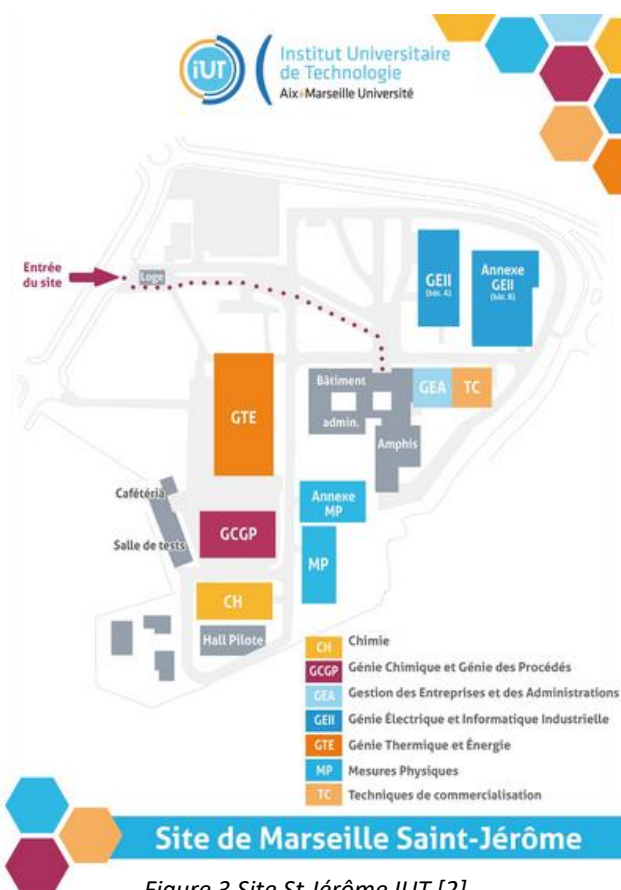 iUT
Institut Universitaire
de Technologie
Aix+Marseille Université
Entrée
du site
Loge
GEII
(bât. A)
Annexe
GEII
(bât. B)
Bâtiment
admin.
GEA
TC
Amphis
GTE
Cafétéria
Annexe
MP
Salle de tests
GCGP
MP
CH
Hall Pilote
CH Chimie
GCGP Génie Chimique et Génie des Procédés
GEA Gestion des Entreprises et des Administrations
GEII Génie Électrique et Informatique Industrielle
GTE Génie Thermique et Énergie
MP Mesures Physiques
TC Techniques de commercialisation
Site de Marseille Saint-Jérôme
Figure 3 Site St Jérôme IUT [2]